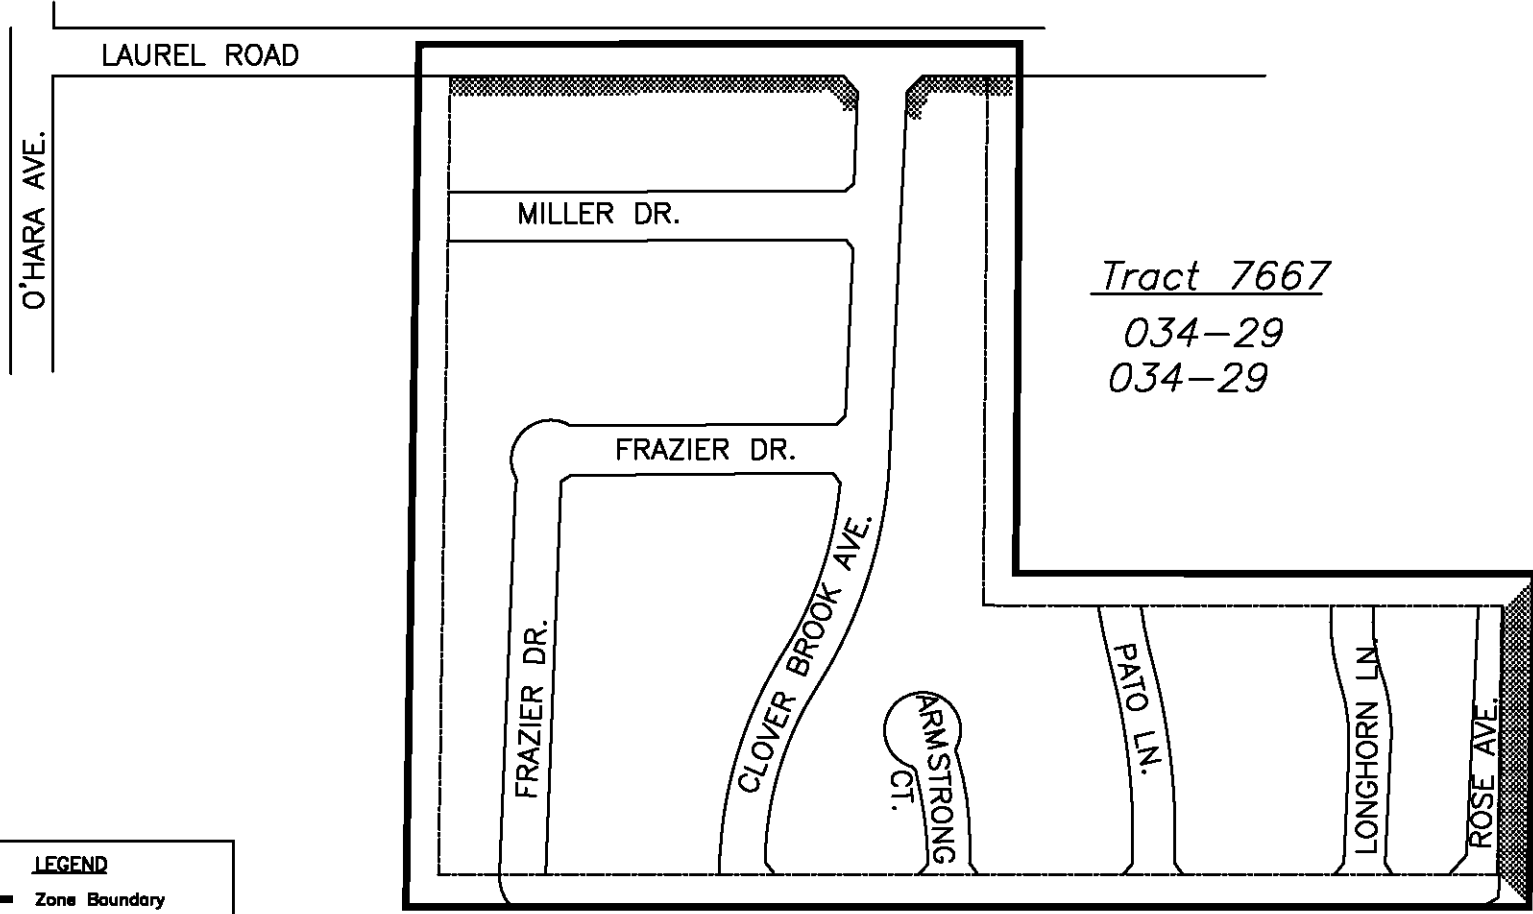 LAUREL ROAD
O'HARA AVE.
MILLER DR.
Tract 7667
034-29
034-29
FRAZIER DR.
FRAZIER DR.
CLOVER BROOK AVE.
ARMSTRONG
CT.
PATO LN.
LONGHORN LN.
ROSE AVE.
LEGEND
Zone Boundary